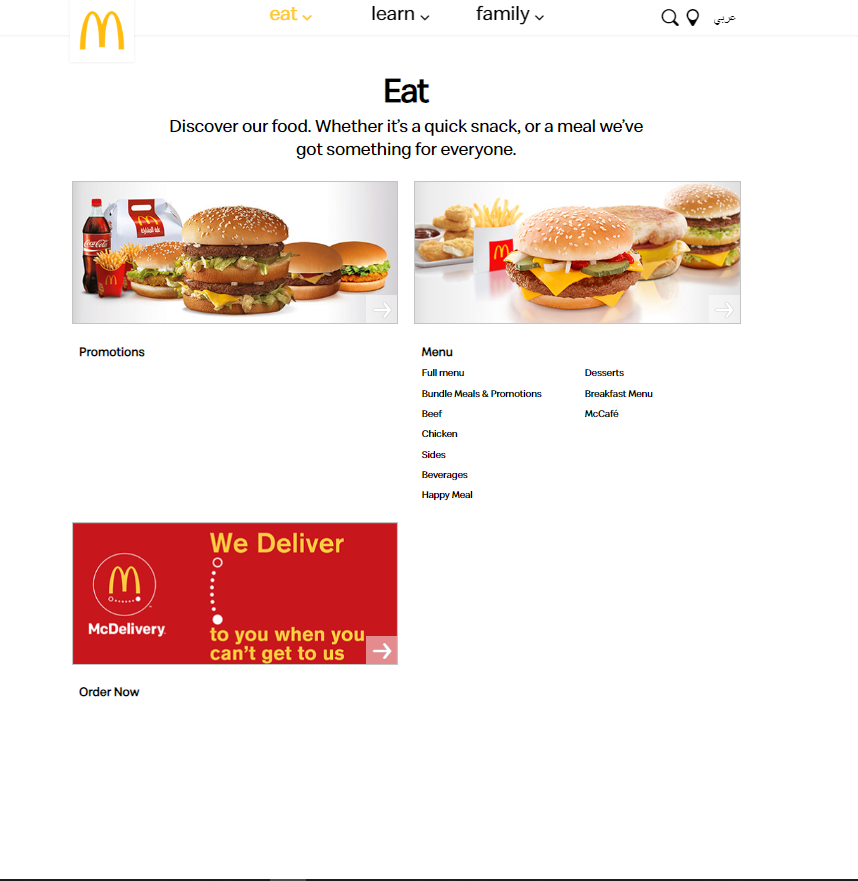 eat
learn
family
عربي
Eat
Discover our food. Whether it's a quick snack, or a meal we've
got something for everyone.
Coca-Cola
Promotions
Menu
Full menu
Desserts
Bundle Meals & Promotions
Breakfast Menu
Beef
McCafé
Chicken
Sides
Beverages
Happy Meal
We Deliver
McDelivery
to you when you
can't get to us
Order Now